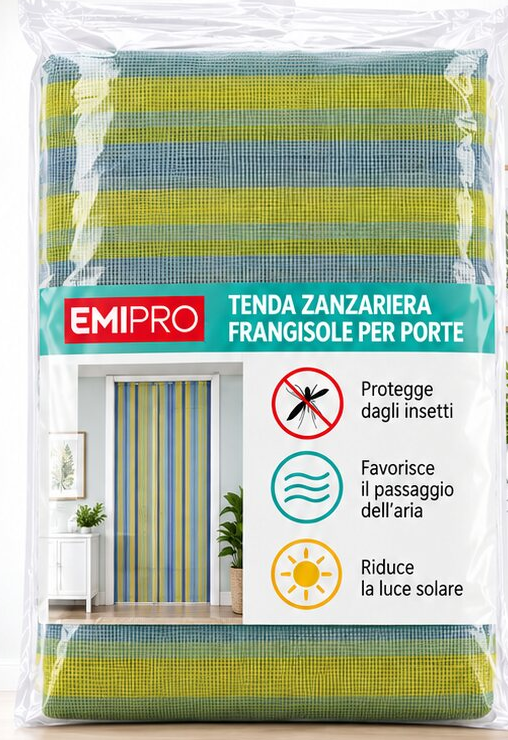 EMIPRO
TENDA ZANZARIERA
FRANGISOLE PER PORTE
Protegge
dagli insetti
Favorisce
il passaggio
dell'aria
Riduce
la luce solare